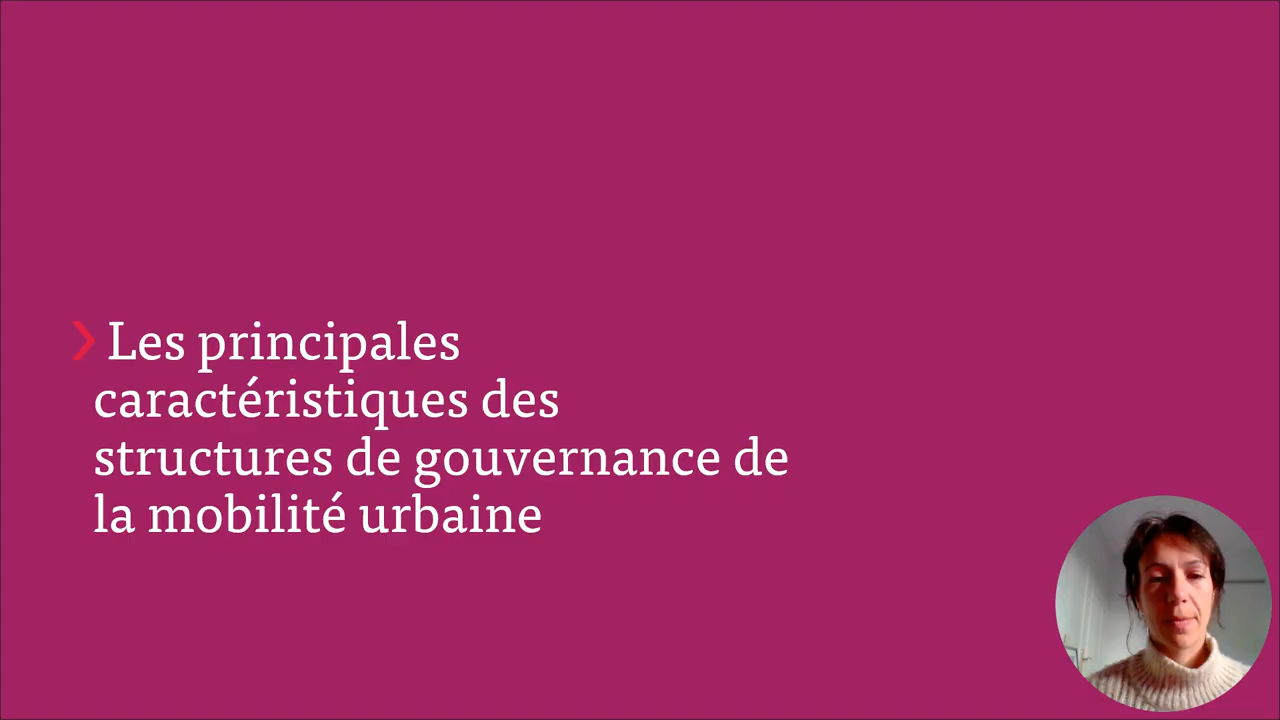 Les principales
caractéristiques des
structures de gouvernance de
la mobilité urbaine